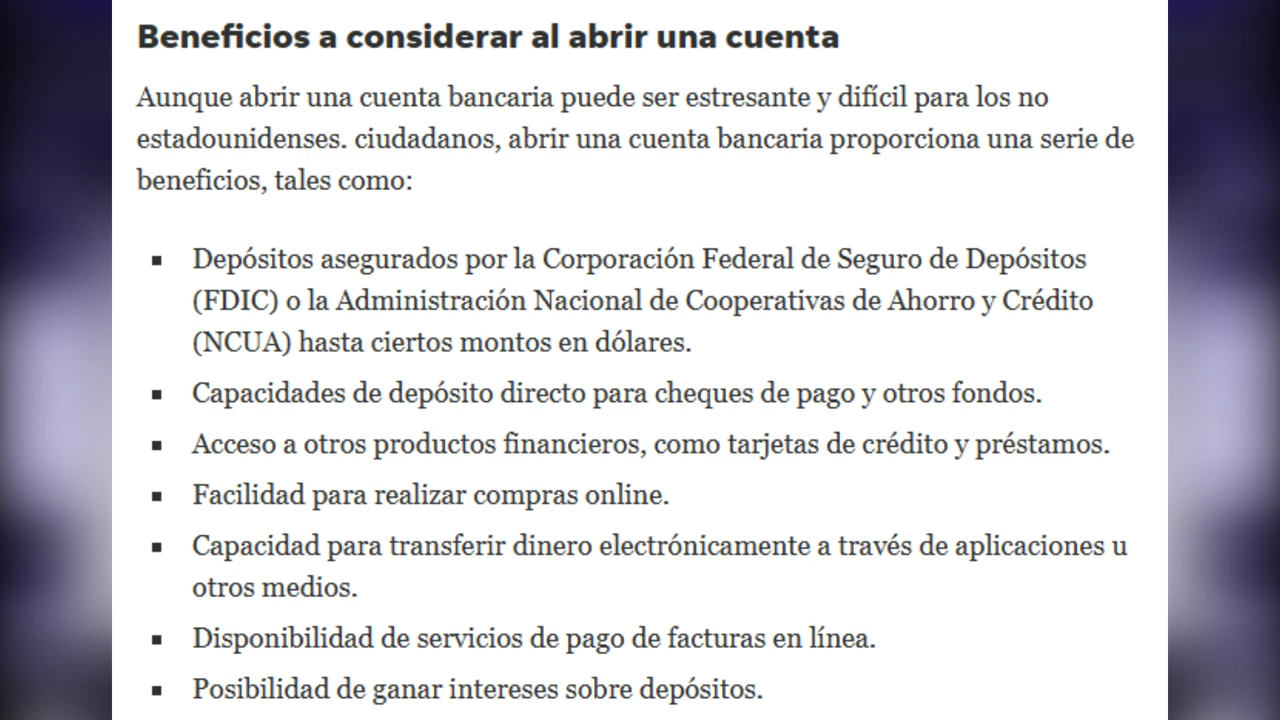 Beneficios a considerar al abrir una cuenta
Aunque abrir una cuenta bancaria puede ser estresante y difícil para los no
estadounidenses. ciudadanos, abrir una cuenta bancaria proporciona una serie de
beneficios, tales como:
▪ Depósitos asegurados por la Corporación Federal de Seguro de Depósitos
(FDIC) o la Administración Nacional de Cooperativas de Ahorro y Crédito
(NCUA) hasta ciertos montos en dólares.
▪ Capacidades de depósito directo para cheques de pago y otros fondos.
▪ Acceso a otros productos financieros, como tarjetas de crédito y préstamos.
▪ Facilidad para realizar compras online.
▪ Capacidad para transferir dinero electrónicamente a través de aplicaciones u
otros medios.
▪ Disponibilidad de servicios de pago de facturas en línea.
▪ Posibilidad de ganar intereses sobre depósitos.